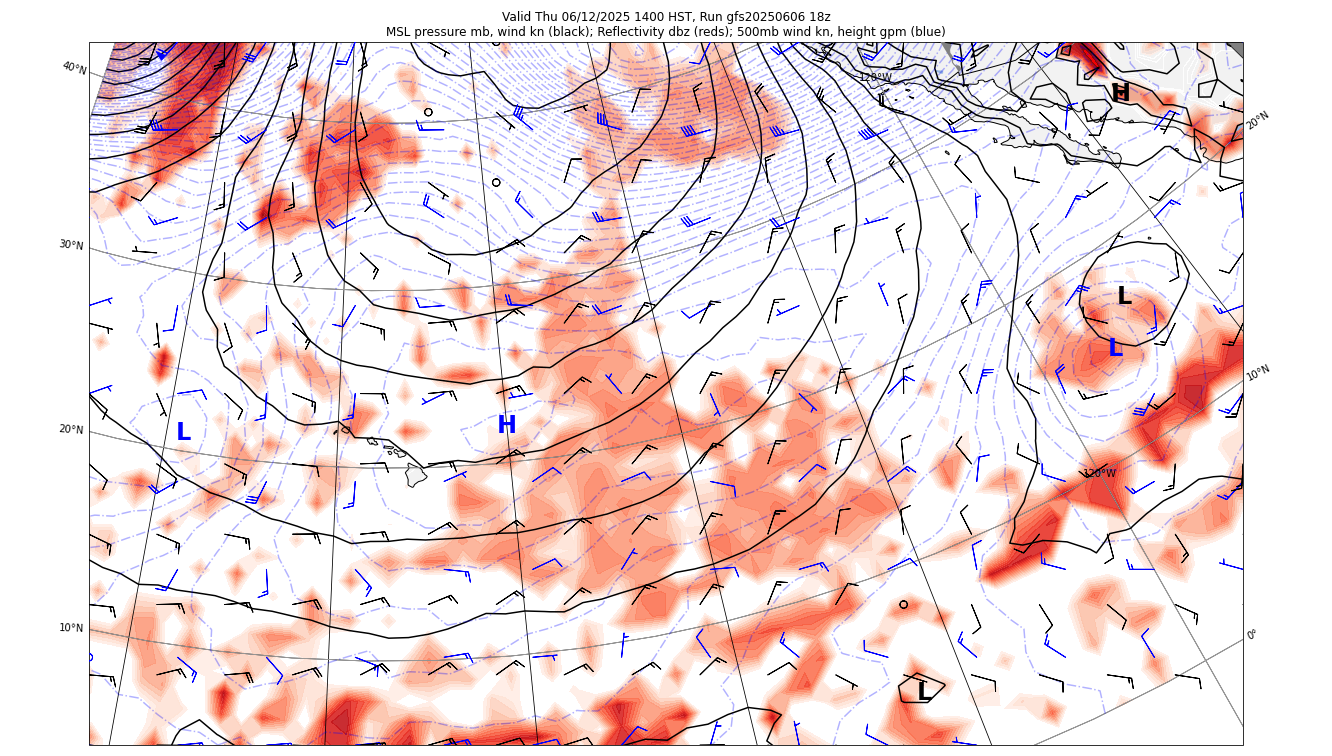 Valid Thu 06/12/2025 1400 HST, Run gfs20250606 18z
MSL pressure mb, wind kn (black); Reflectivity dbz (reds); 500mb wind kn, height gpm (blue)
40°N
120°W
H
20°N
30°N
L
L
10°N
20°N
L
H
120°W
10°N
0°
L